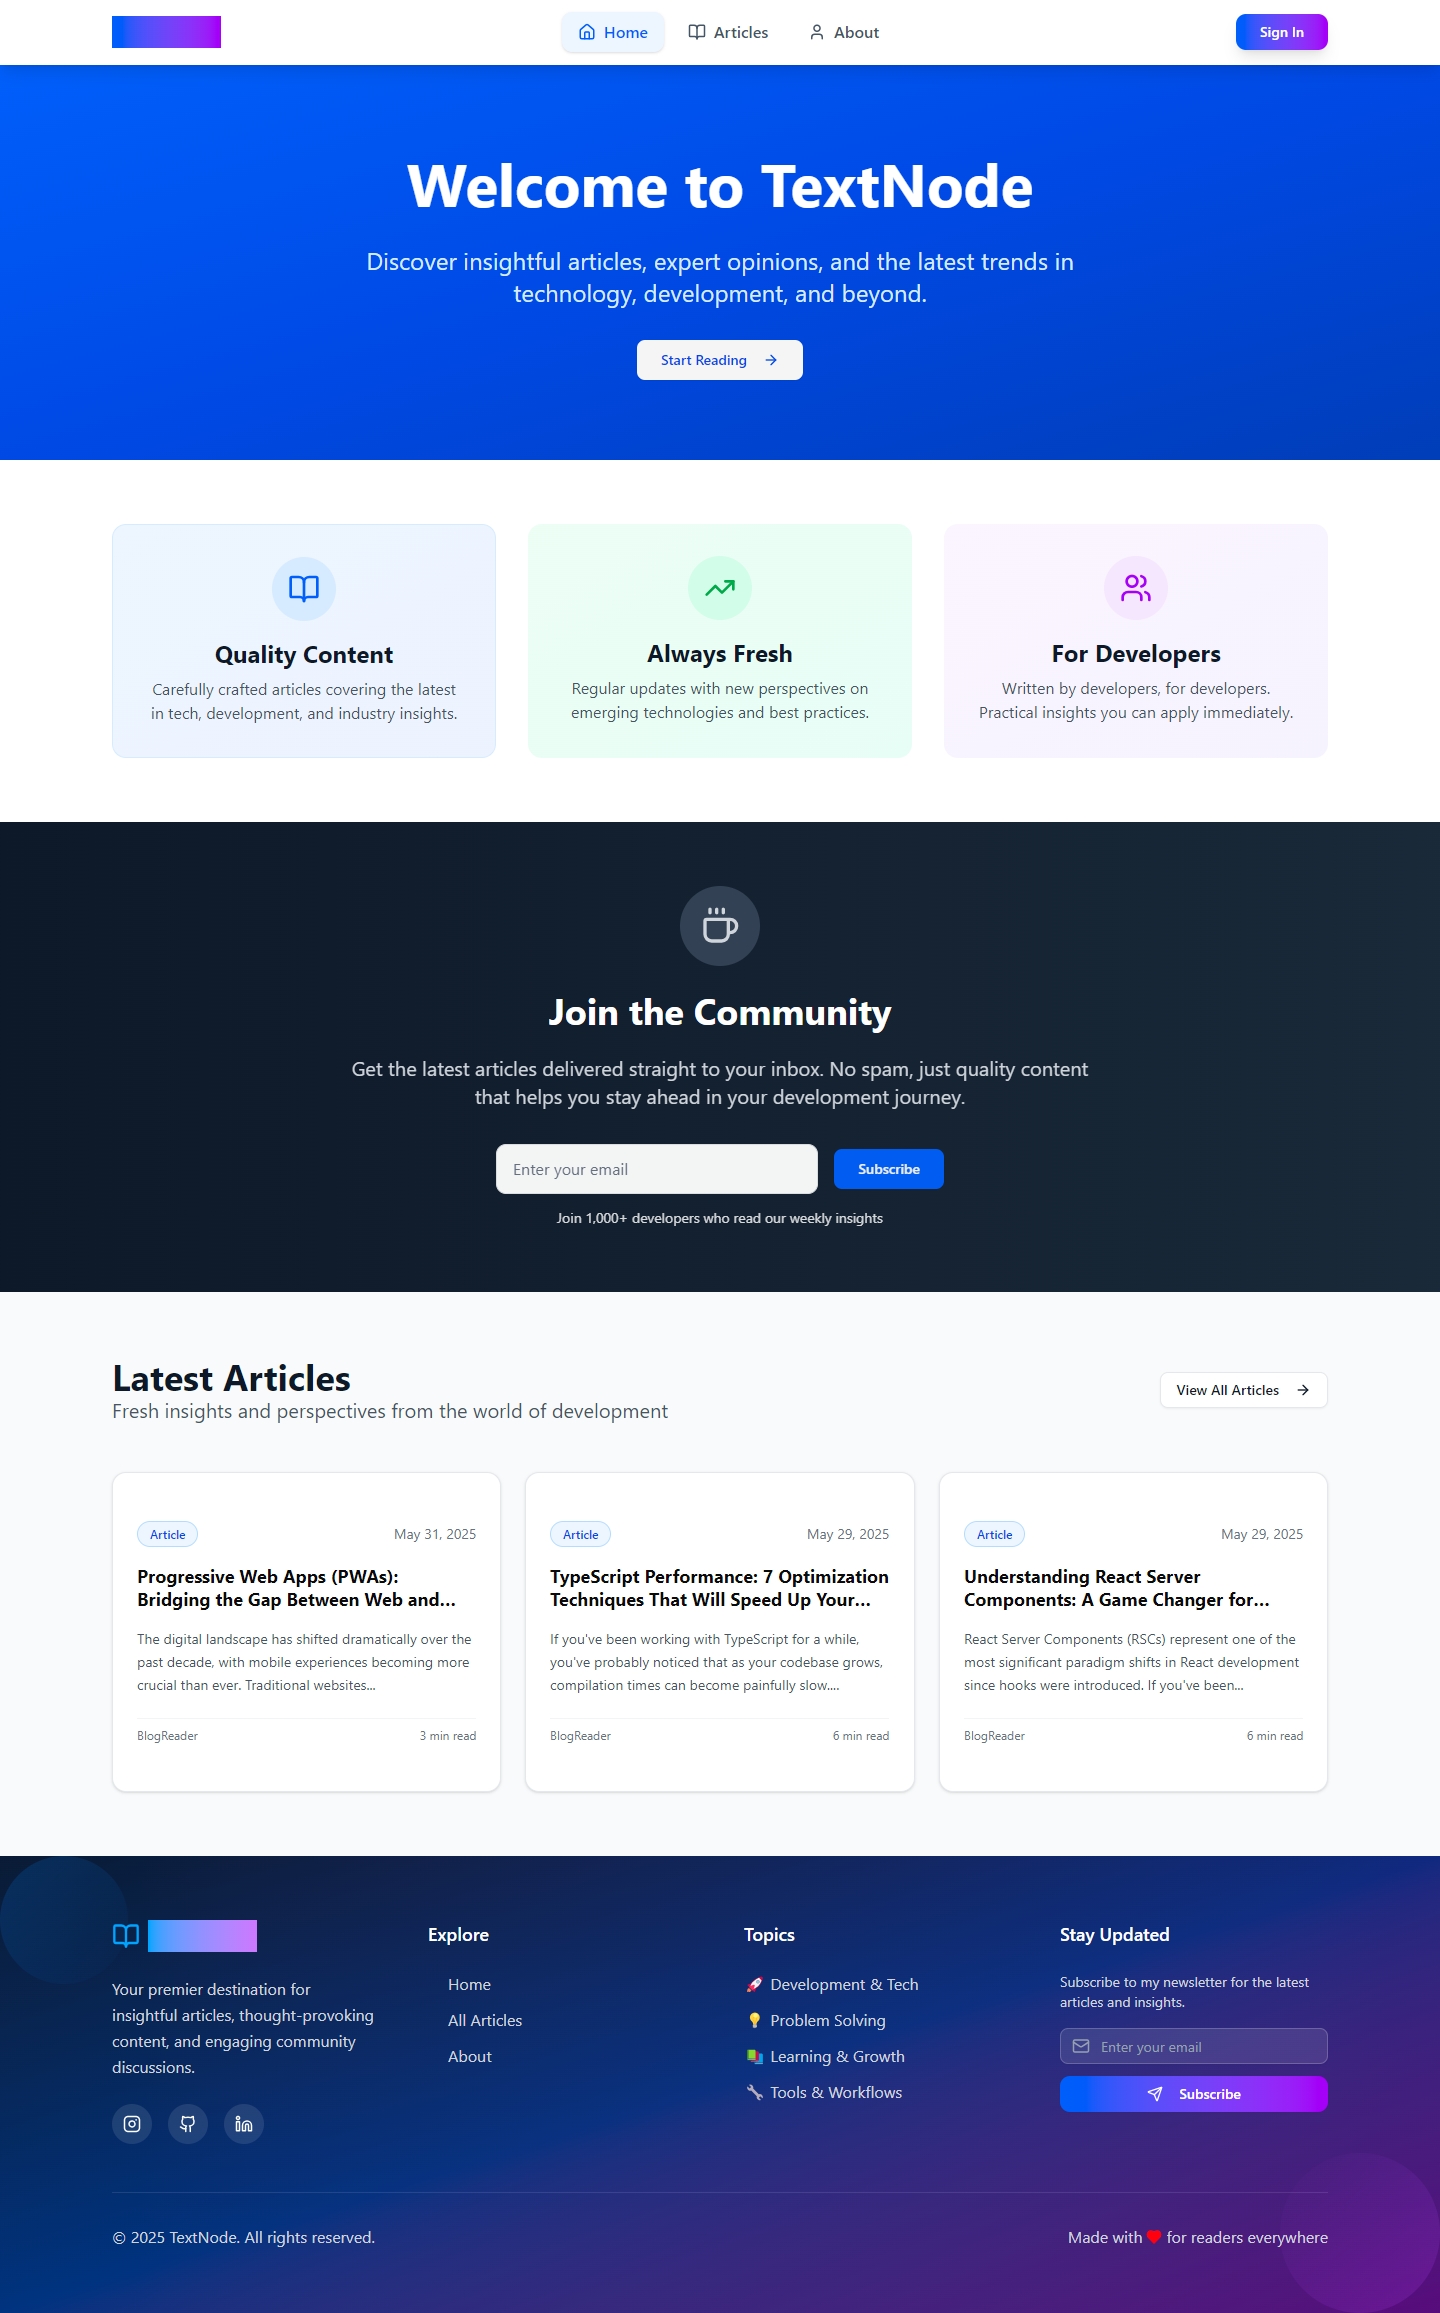 Home
Articles
About
Sign In
Welcome to TextNode
Discover insightful articles, expert opinions, and the latest trends in
technology, development, and beyond.
Start Reading
Quality Content
Carefully crafted articles covering the latest
in tech, development, and industry insights.
Always Fresh
Regular updates with new perspectives on
emerging technologies and best practices.
For Developers
Written by developers, for developers.
Practical insights you can apply immediately.
Join the Community
Get the latest articles delivered straight to your inbox. No spam, just quality content
that helps you stay ahead in your development journey.
Enter your email
Subscribe
Join 1,000+ developers who read our weekly insights
Latest Articles
Fresh insights and perspectives from the world of development
View All Articles
Article
May 31, 2025
Progressive Web Apps (PWAs):
Bridging the Gap Between Web and...
The digital landscape has shifted dramatically over the
past decade, with mobile experiences becoming more
crucial than ever. Traditional websites...
BlogReader
3 min read
Article
May 29, 2025
TypeScript Performance: 7 Optimization
Techniques That Will Speed Up Your...
If you've been working with TypeScript for a while,
you've probably noticed that as your codebase grows,
compilation times can become painfully slow....
BlogReader
6 min read
Article
May 29, 2025
Understanding React Server
Components: A Game Changer for...
React Server Components (RSCs) represent one of the
most significant paradigm shifts in React development
since hooks were introduced. If you've been...
BlogReader
6 min read
Your premier destination for
insightful articles, thought-provoking
content, and engaging community
discussions.
Explore
Home
All Articles
About
Topics
🚀 Development & Tech
💡 Problem Solving
📚 Learning & Growth
🔧 Tools & Workflows
Stay Updated
Subscribe to my newsletter for the latest
articles and insights.
Enter your email
Subscribe
© 2025 TextNode. All rights reserved.
Made with ❤ for readers everywhere